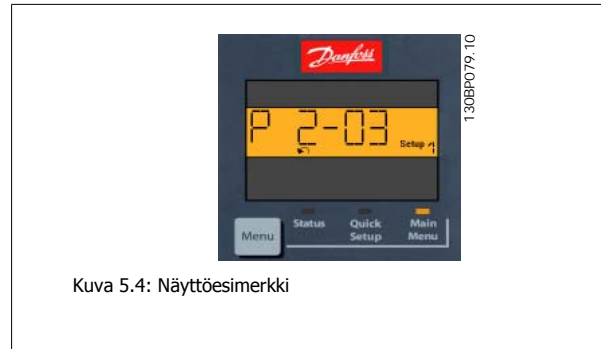 Danfoss
130BP079.10
P 2-03
Setup 1
Status
Quick Setup
Main Menu
Menu
Kuva 5.4: Näyttöesimerkki